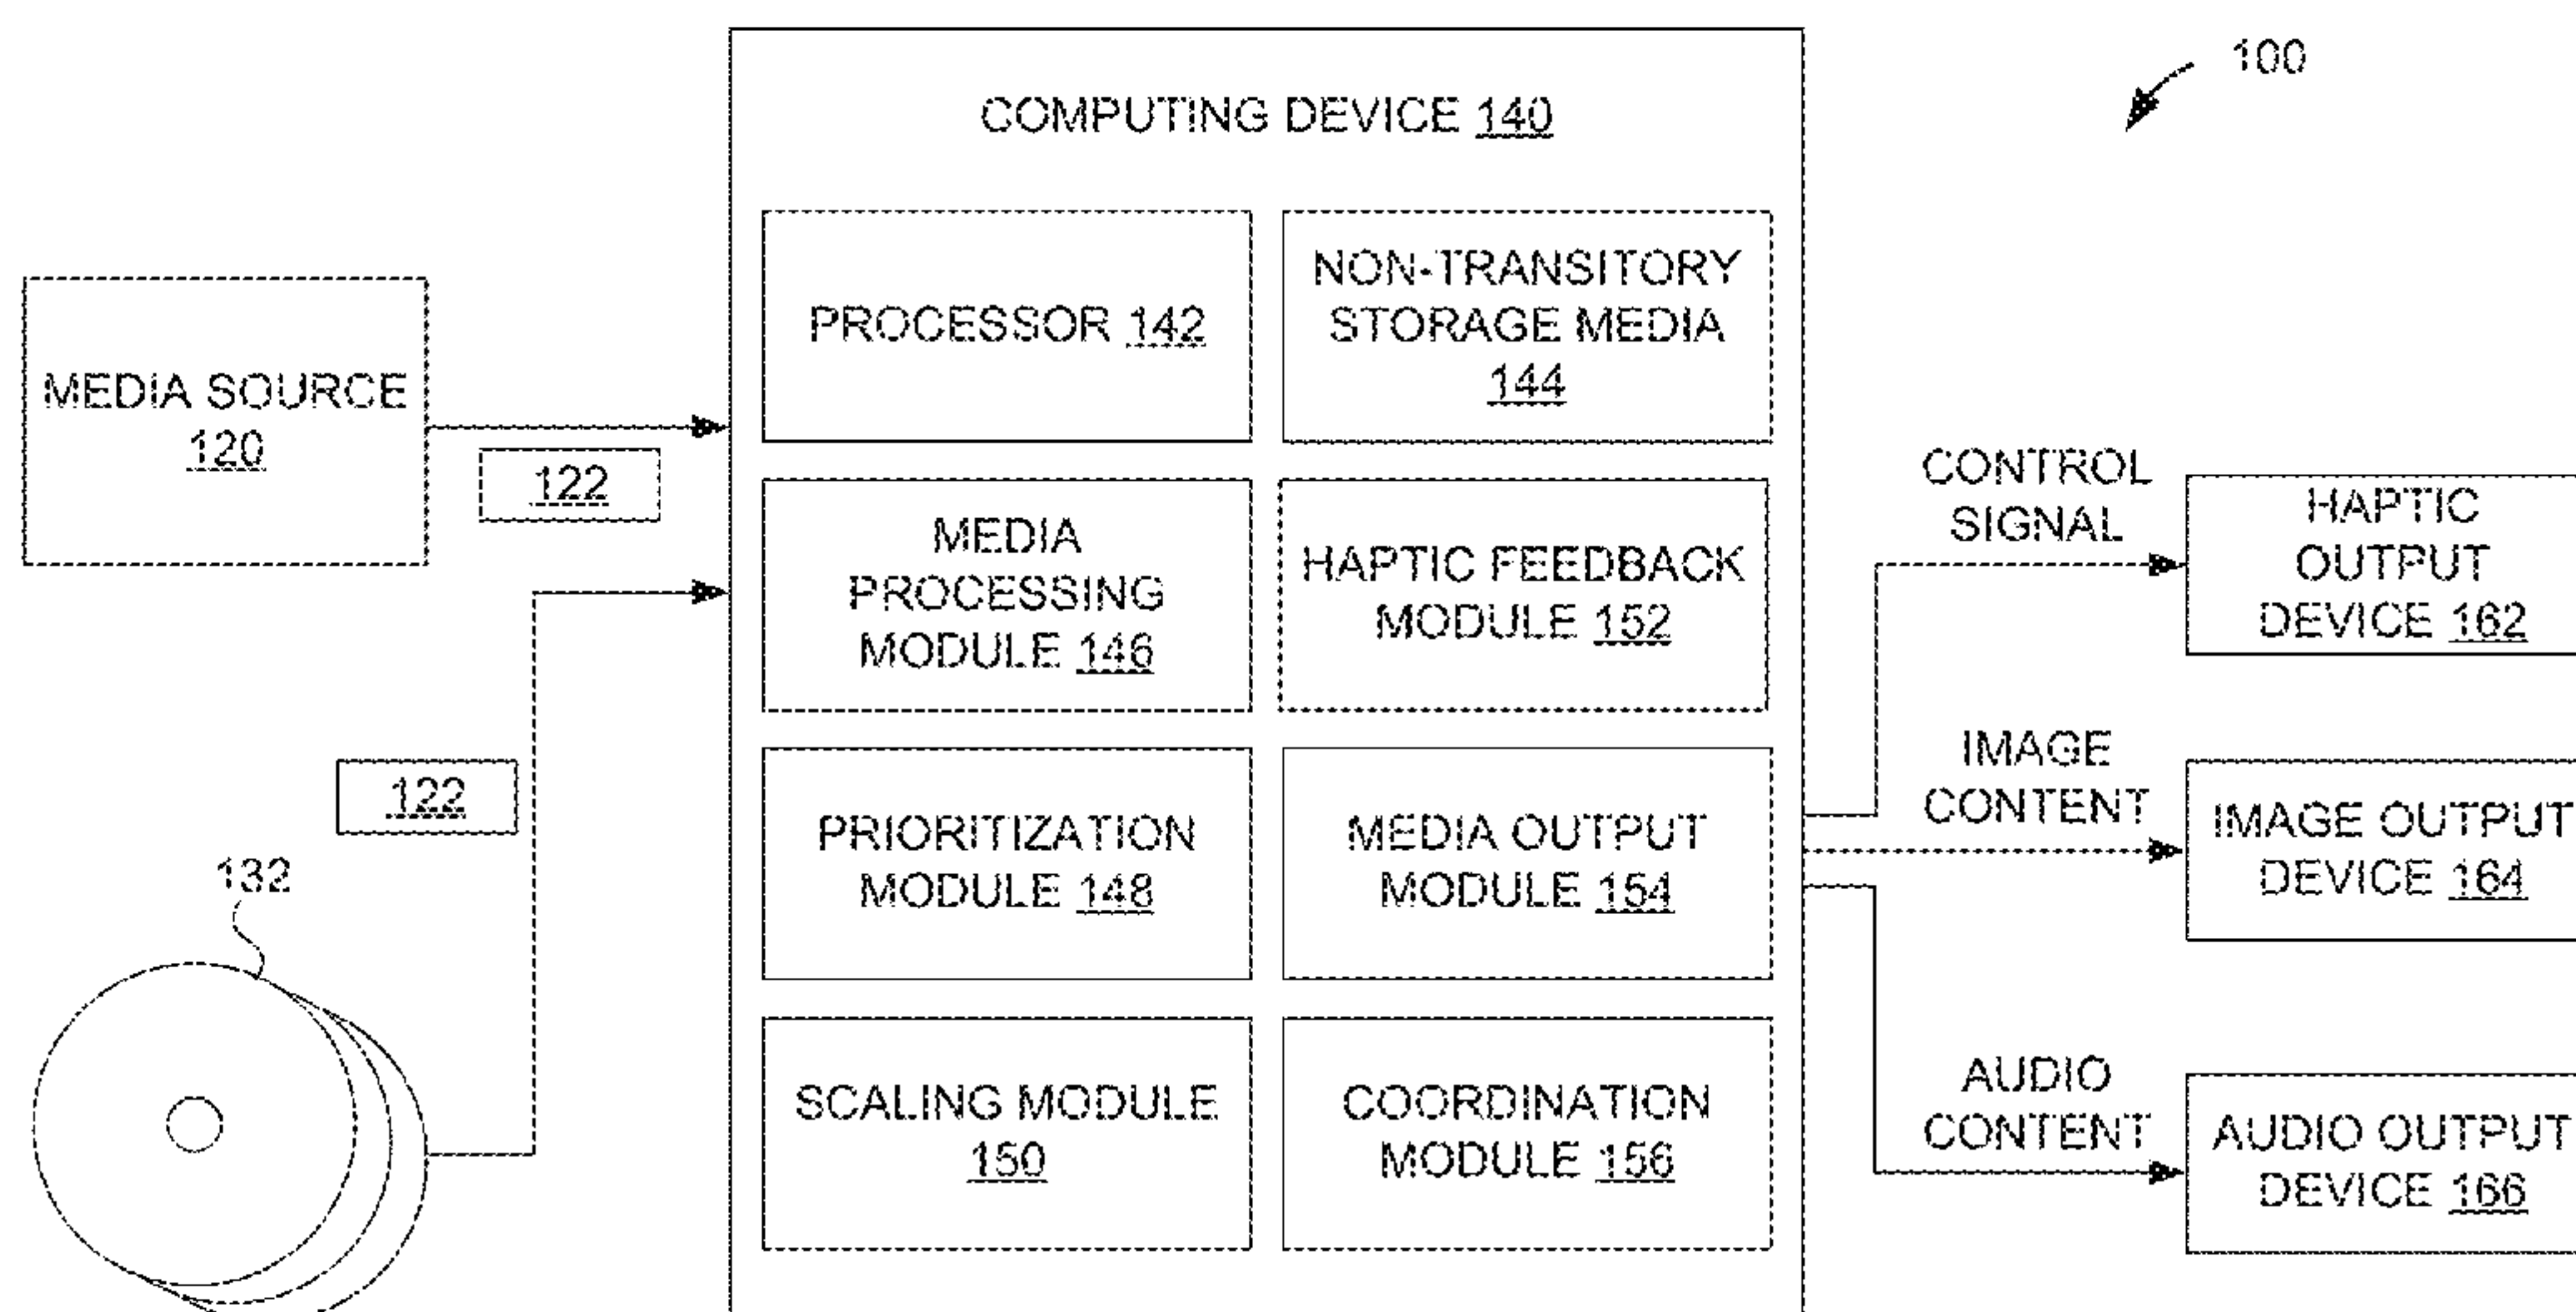 100
COMPUTING DEVICE 140
PROCESSOR 142
NON-TRANSITORY
STORAGE MEDIA
144
MEDIA SOURCE
120
122
MEDIA
PROCESSING
MODULE 146
HAPTIC FEEDBACK
MODULE 152
CONTROL
SIGNAL
HAPTIC
OUTPUT
DEVICE 162
122
PRIORITIZATION
MODULE 148
MEDIA OUTPUT
MODULE 154
IMAGE
CONTENT
IMAGE OUTPUT
DEVICE 164
132
SCALING MODULE
150
COORDINATION
MODULE 156
AUDIO
CONTENT
AUDIO OUTPUT
DEVICE 166